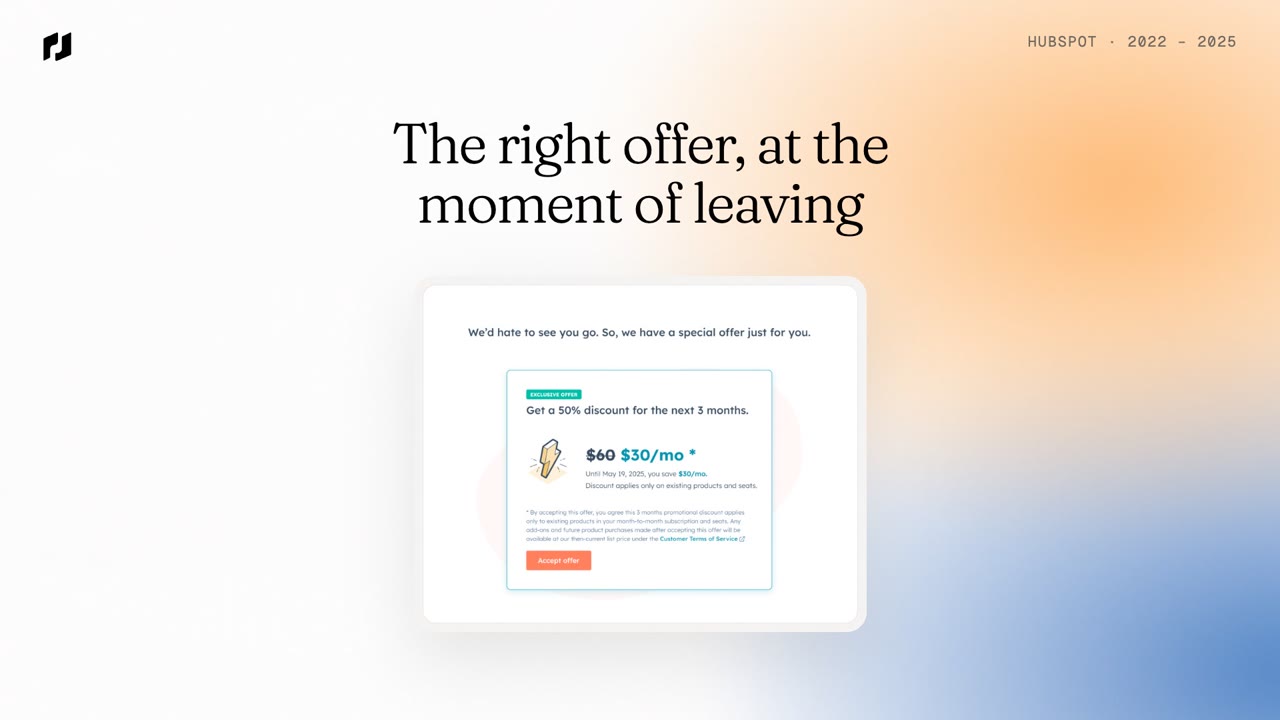 HUBSPOT · 2022 – 2025
The right offer, at the
moment of leaving
We'd hate to see you go. So, we have a special offer just for you.
EXCLUSIVE OFFER
Get a 50% discount for the next 3 months.
$60 $30/mo *
Until May 19, 2025, you save $30/mo.
Discount applies only on existing products and seats.
* By accepting this offer, you agree this 3 months promotional discount applies
only to existing products in your month-to-month subscription and seats. Any
add-ons and future product purchases made after accepting this offer will be
available at our then-current list price under the Customer Terms of Service
Accept offer